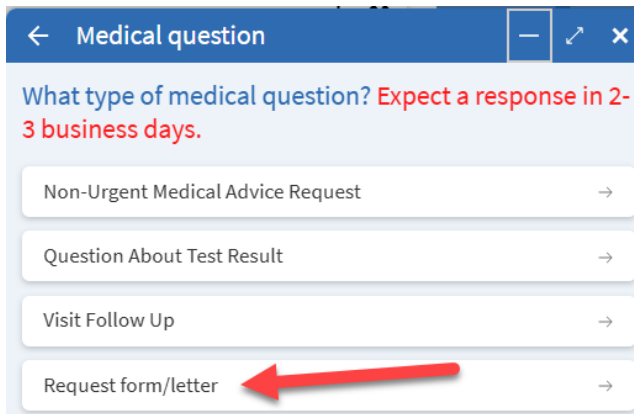 Medical question
What type of medical question? Expect a response in 2-
3 business days.
Non-Urgent Medical Advice Request
Question About Test Result
Visit Follow Up
Request form/letter